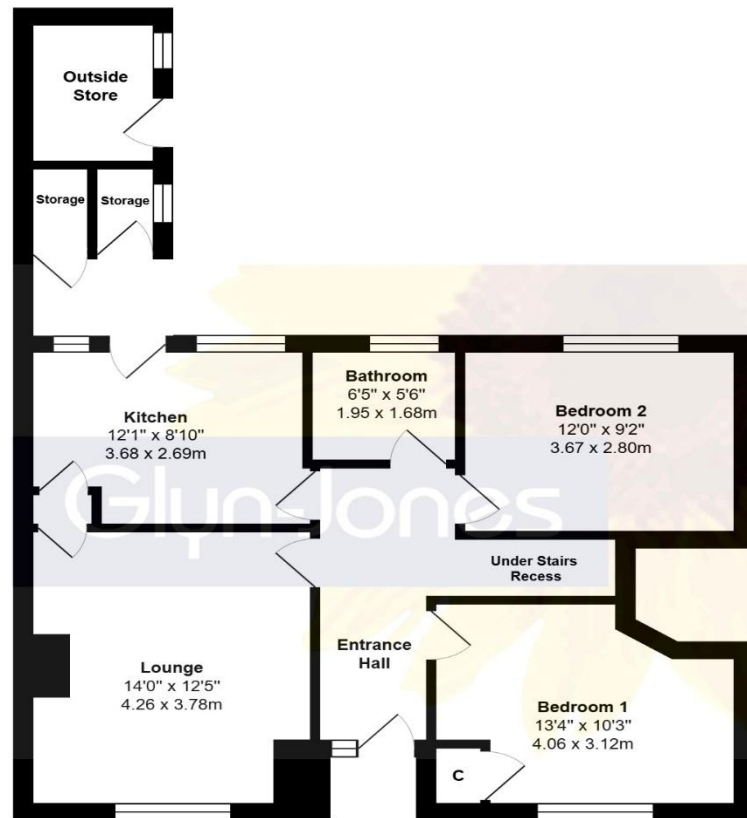 Outside
Store
Storage
Storage
Kitchen
12'1" x 8'10"
3.68 x 2.69m
Bathroom
6'5" x 5'6"
1.95 x 1.68m
Bedroom 2
12'0" x 9'2"
3.67 x 2.80m
Glyn-Jones
Under Stairs
Recess
Entrance
Hall
Lounge
14'0" x 12'5"
4.26 x 3.78m
Bedroom 1
13'4" x 10'3"
4.06 x 3.12m
C